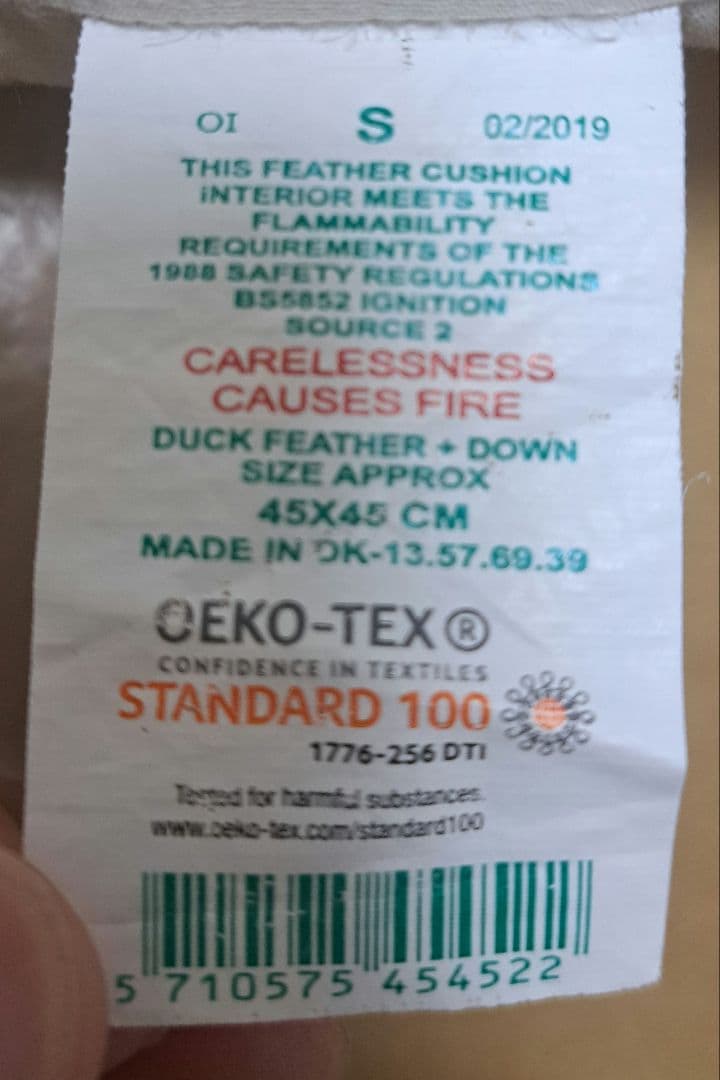 OI S 02/2019
THIS FEATHER CUSHION
INTERIOR MEETS THE
FLAMMABILITY
REQUIREMENTS OF THE
1988 SAFETY REGULATIONS
BS5852 IGNITION
SOURCE 2
CARELESSNESS
CAUSES FIRE
DUCK FEATHER + DOWN
SIZE APPROX
45X45 CM
MADE IN DK-13.57.69.39
OEKO-TEX®
CONFIDENCE IN TEXTILES
STANDARD 100
1776-256 DTI
Tested for harmful substances.
www.oeko-tex.com/standard100
5 710575 454522